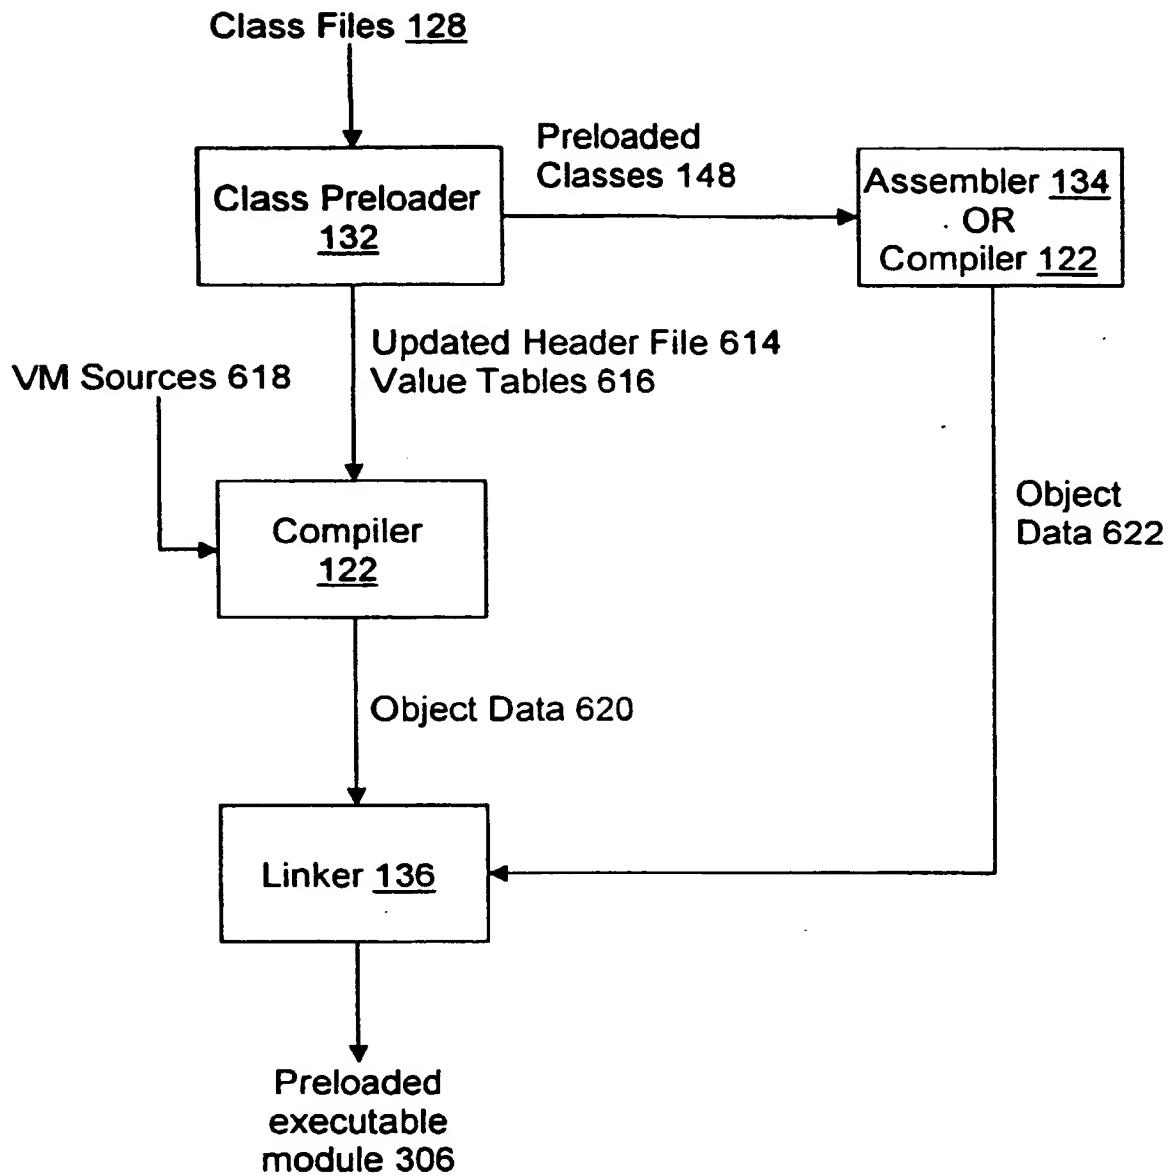 Class Files 128
Preloaded
Classes 148
Class Preloader
132
Assembler 134
OR
Compiler 122
Updated Header File 614
Value Tables 616
VM Sources 618
Compiler
122
Object
Data 622
Object Data 620
Linker 136
Preloaded
executable
module 306